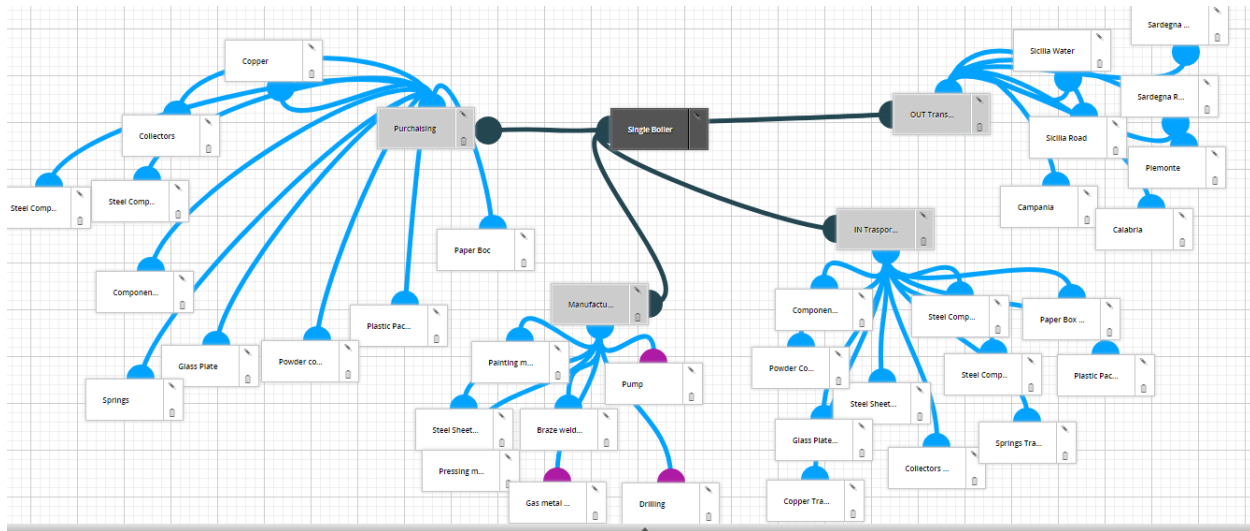 Sardegna ...
Sicilia Water
Copper
Sardegna R...
OUT Trans...
Purchaising
Single Boiler
Collectors
Sicilia Road
Piemonte
Steel Comp...
Steel Comp...
Campania
Calabria
IN Traspor...
Paper Boc
Componen...
Manufactu...
Componen...
Steel Comp...
Paper Box ...
Plastic Pac...
Glass Plate
Powder co...
Painting m...
Pump
Powder Co...
Steel Comp...
Plastic Pac...
Springs
Steel Sheet...
Steel Sheet...
Braze weld...
Glass Plate...
Springs Tra...
Pressing m...
Collectors ...
Gas metal ...
Drilling
Copper Tra...